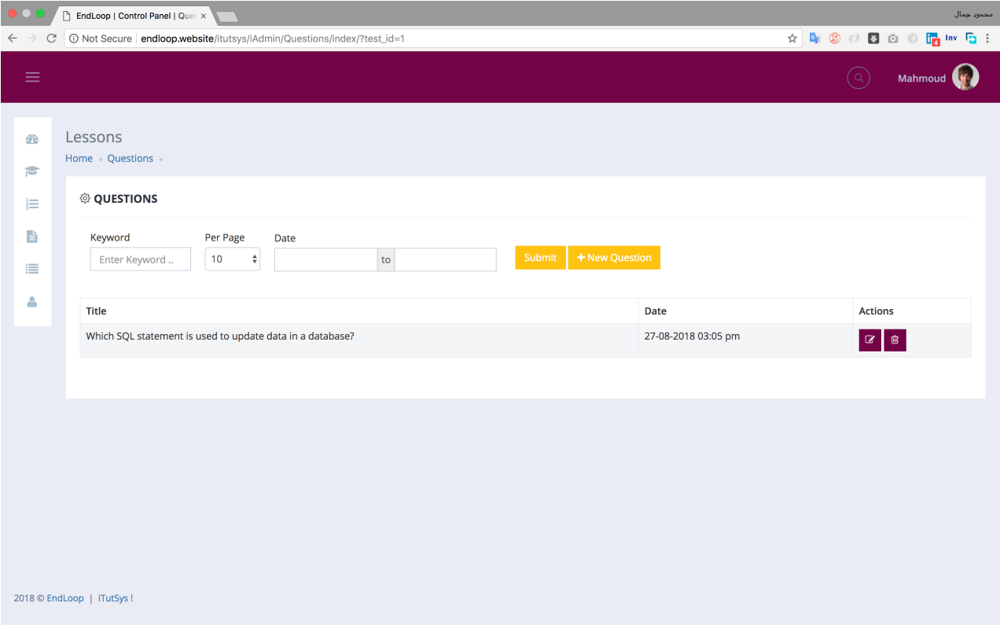 EndLoop | Control Panel | Ques
محمود جمال
Not Secure endloop.website/itutsys/iAdmin/Questions/index/?test_id=1
4 Inv
Mahmoud
Lessons
Home Questions
QUESTIONS
Keyword Per Page Date
Enter Keyword .. 10 to Submit + New Question
Title Date Actions
Which SQL statement is used to update data in a database? 27-08-2018 03:05 pm
2018 © EndLoop | iTutSys !